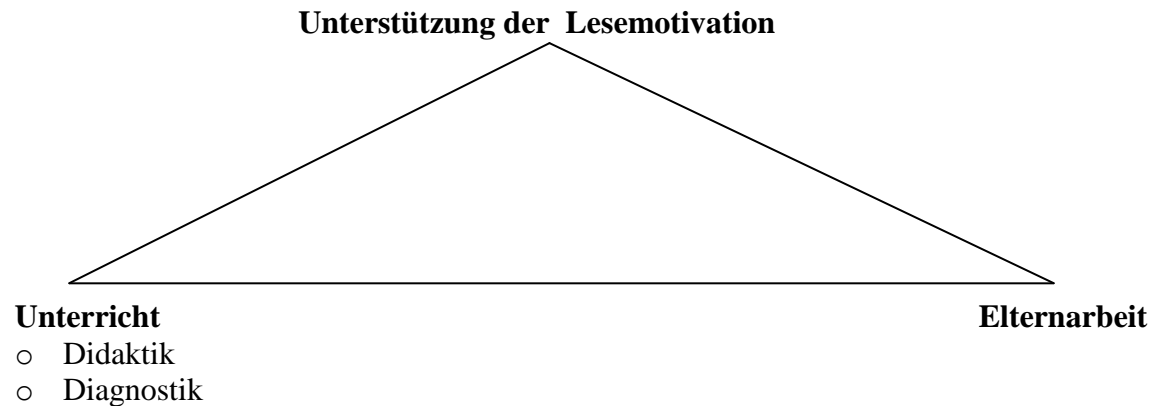 Unterstützung der Lesemotivation
Unterricht
Elternarbeit
○ Didaktik
○ Diagnostik